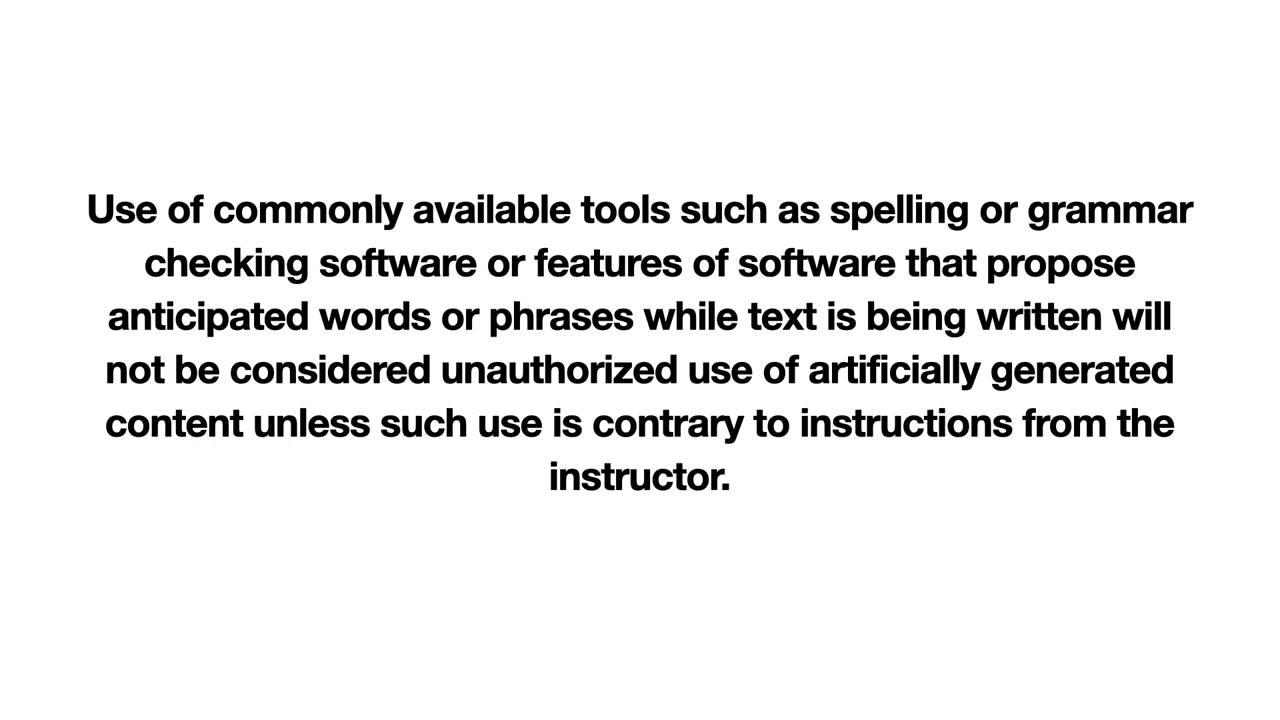 Use of commonly available tools such as spelling or grammar
checking software or features of software that propose
anticipated words or phrases while text is being written will
not be considered unauthorized use of artificially generated
content unless such use is contrary to instructions from the
instructor.